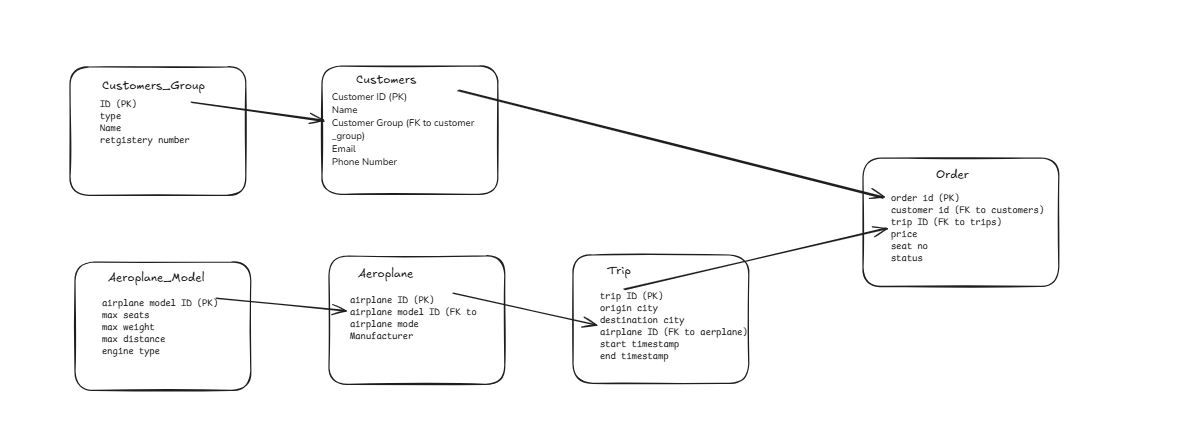 Customers_Group
ID (PK)
type
Name
retgistery number
Customers
Customer ID (PK)
Name
Customer Group (FK to customer
_group)
Email
Phone Number
Order
order id (PK)
customer id (FK to customers)
trip ID (FK to trips)
price
seat no
status
Aeroplane_Model
airplane model ID (PK)
max seats
max weight
max distance
engine type
Aeroplane
airplane ID (PK)
airplane model ID (FK to
airplane mode
Manufacturer
Trip
trip ID (PK)
origin city
destination city
airplane ID (FK to aerplane)
start timestamp
end timestamp